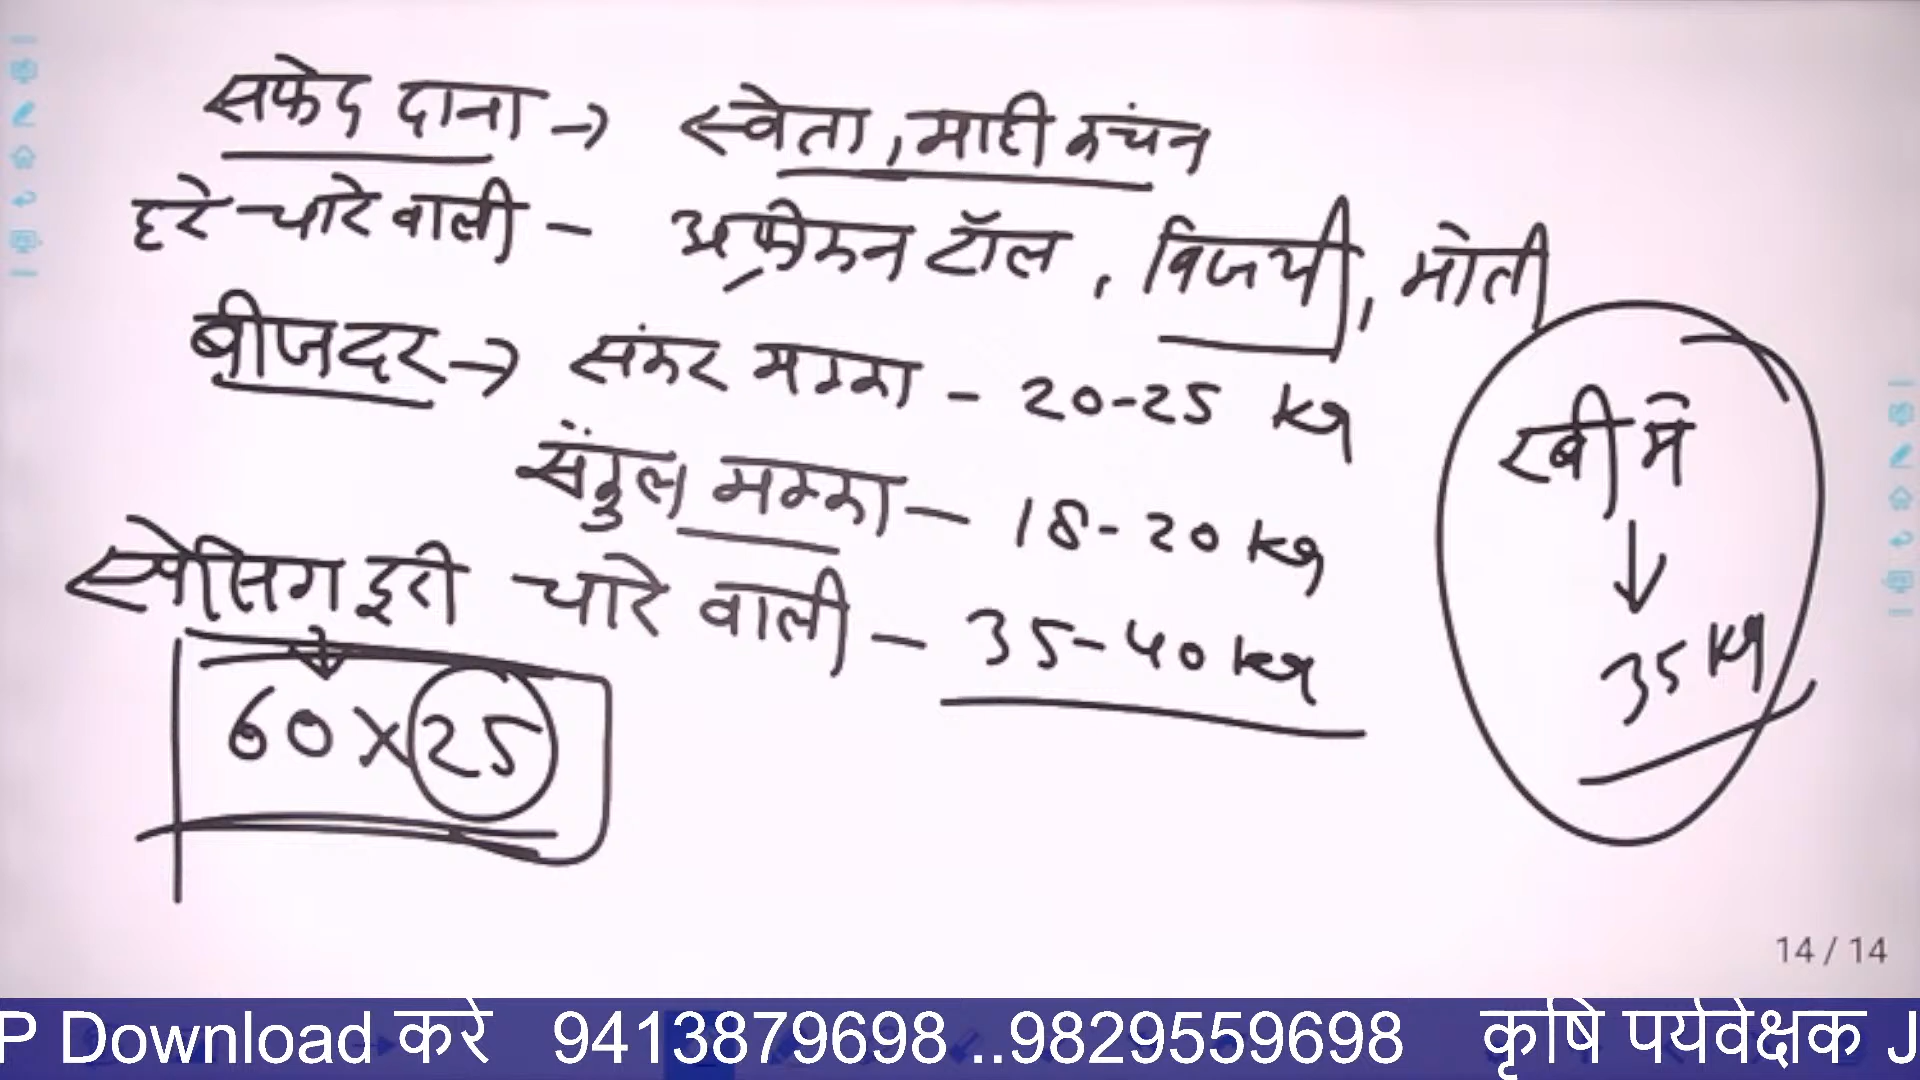 सफेद दाना → स्वेता, माही कंचन
हरे चारे वाली - अफ्रीकन टॉल, विजयी, मोती
बीजदर → संकर मक्का - 20-25 kg
संकुल मक्का - 18-20 kg
चारे वाली - 35-40 kg
रबी मे
↓
35 kg
स्पेसिंग दूरी
60×25
14 / 14
P Download करे 9413879698 ..9829559698 कृषि पर्यवेक्षक J